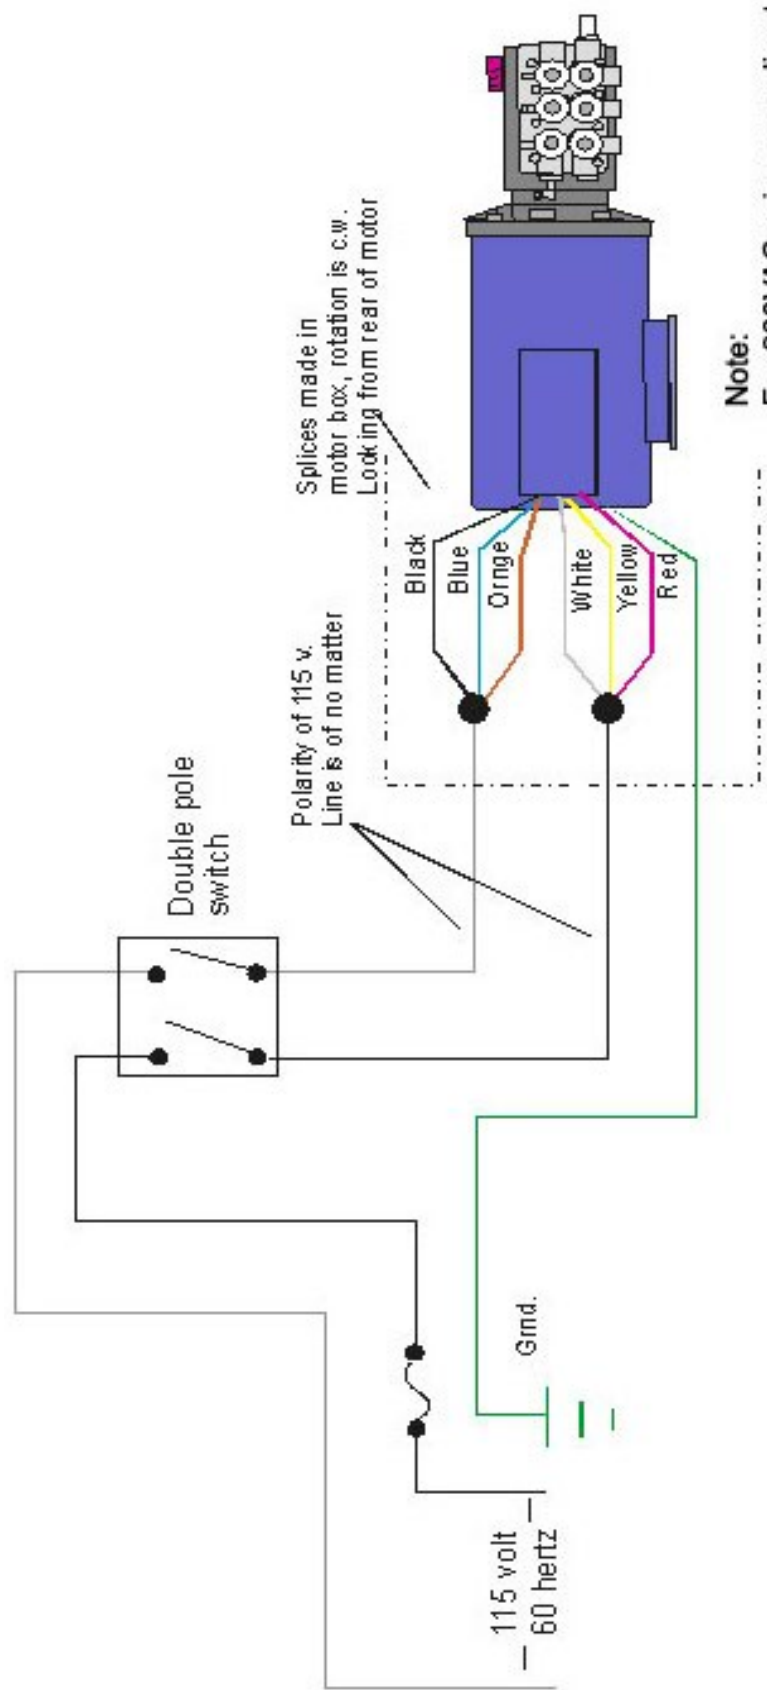 115 volt
60 hertz
Grnd.
Double pole
switch
Polarity of 115 v.
Line is of no matter
Splices made in
motor box, rotation is c.w.
Looking from rear of motor
Black
Blue
Ornge
White
Yellow
Red
Note: